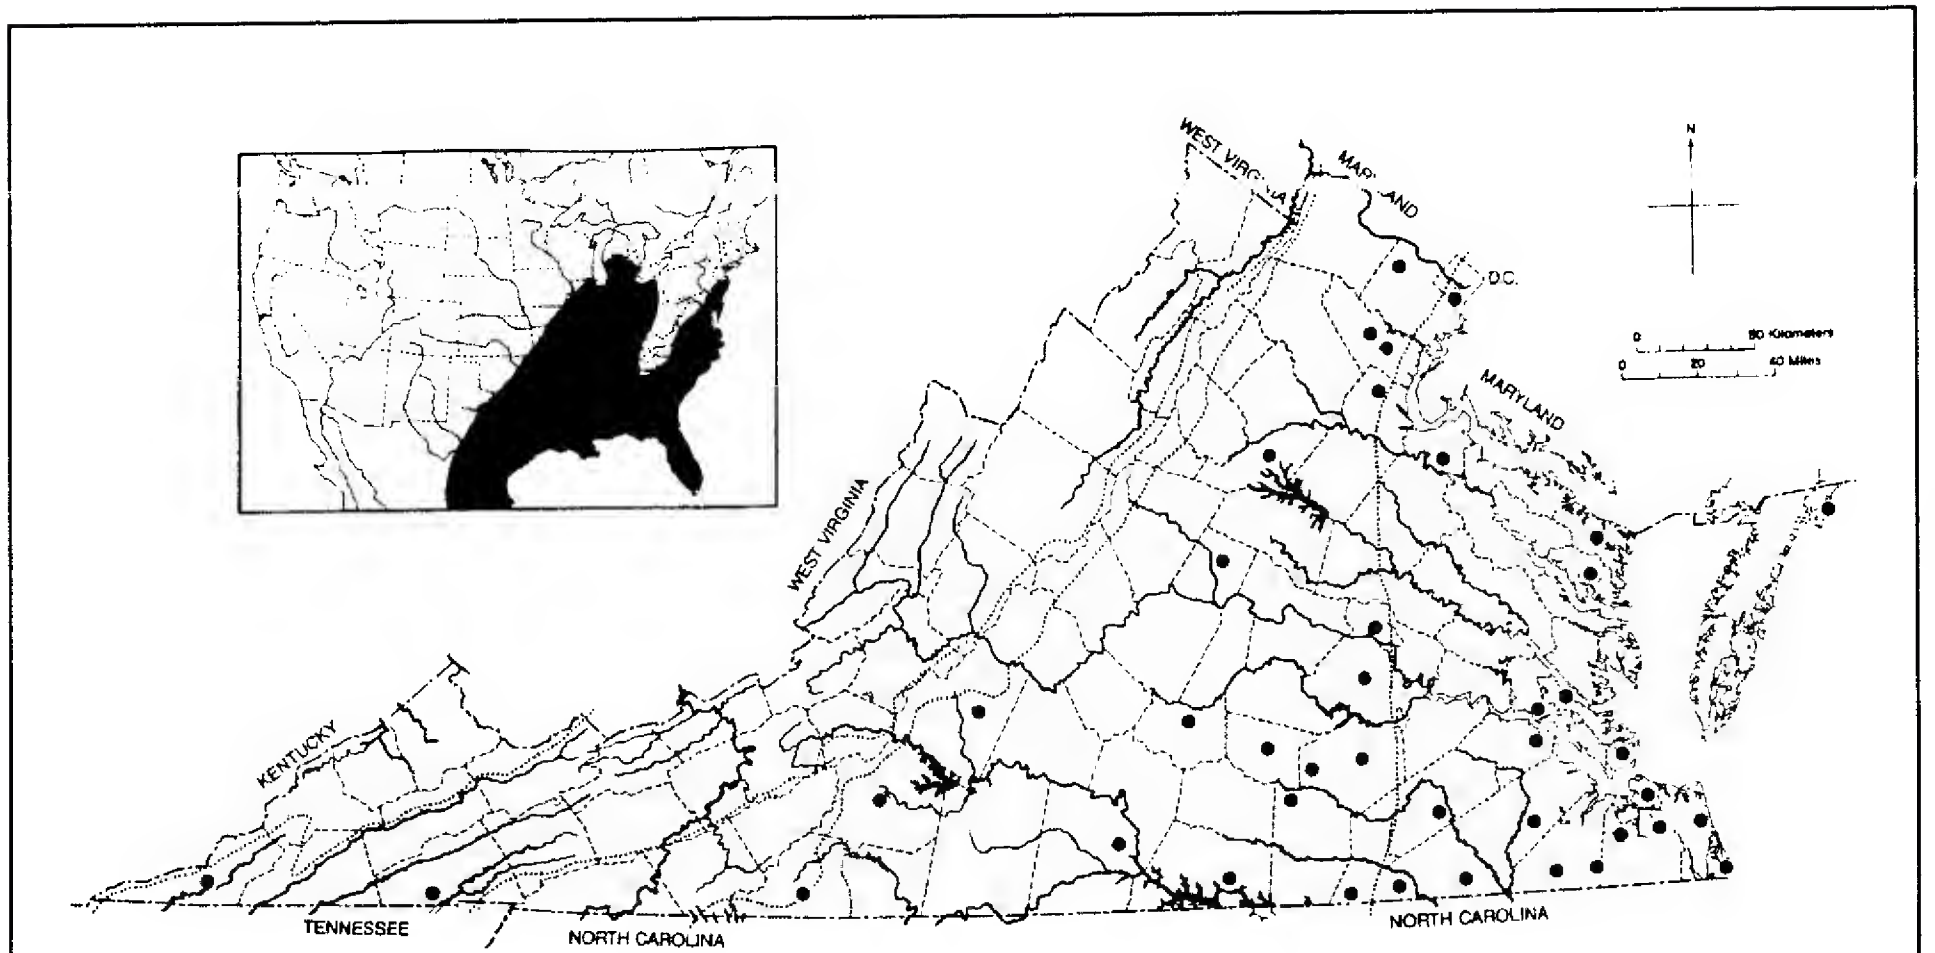 WEST VIRGINIA
MARYLAND
N
D.C.
0 80 Kilometers
0 20 40 Miles
MARYLAND
WEST VIRGINIA
KENTUCKY
TENNESSEE
NORTH CAROLINA
NORTH CAROLINA